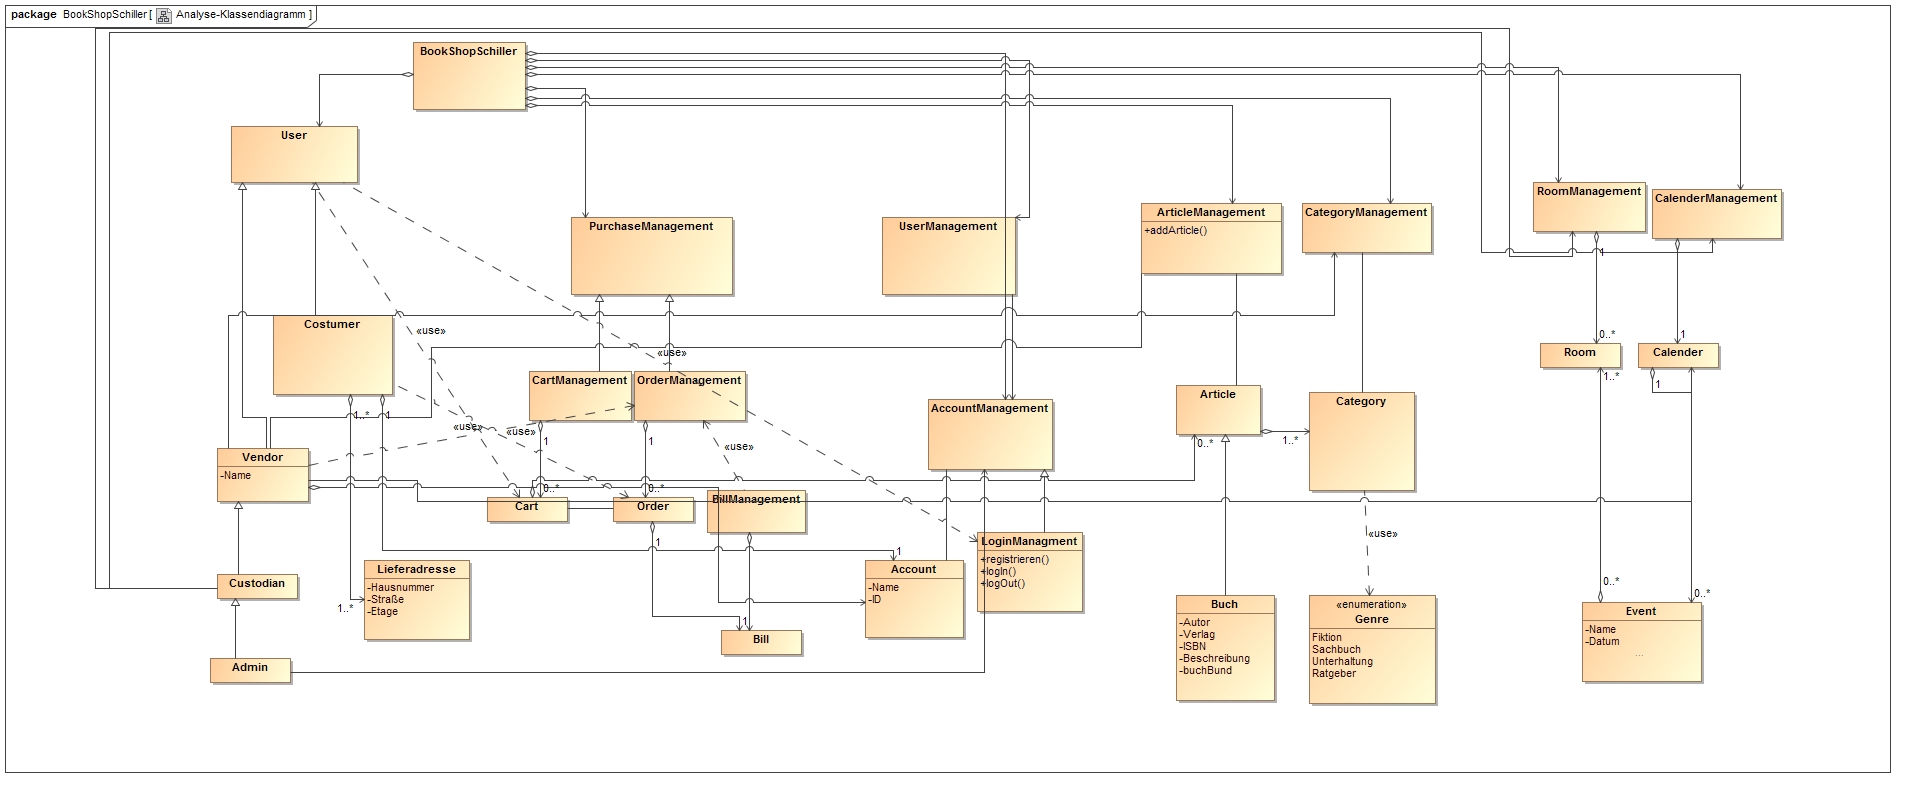 package BookShopSchiller [ Analyse-Klassendiagramm ]
BookShopSchiller
User
RoomManagement
CalenderManagement
ArticleManagement
+addArticle()
CategoryManagement
PurchaseManagement
UserManagement
1
Costumer
«use»
«use»
0..*
1
Room
Calender
1..*
1
CartManagement
OrderManagement
Article
Category
AccountManagement
1..*
1
«use»
«use»
1
1
«use»
0..*
1..*
Vendor
-Name
0..*
0..*
BillManagement
Cart
Order
«use»
1
1
LoginManagment
+registrieren()
+logIn()
+logOut()
Custodian
Lieferadresse
-Hausnummer
-Straße
-Etage
1..*
Account
-Name
-ID
0..*
0..*
1
Bill
Buch
-Autor
-Verlag
-ISBN
-Beschreibung
-buchBund
«enumeration»
Genre
Fiktion
Sachbuch
Unterhaltung
Ratgeber
Event
-Name
-Datum
...
Admin